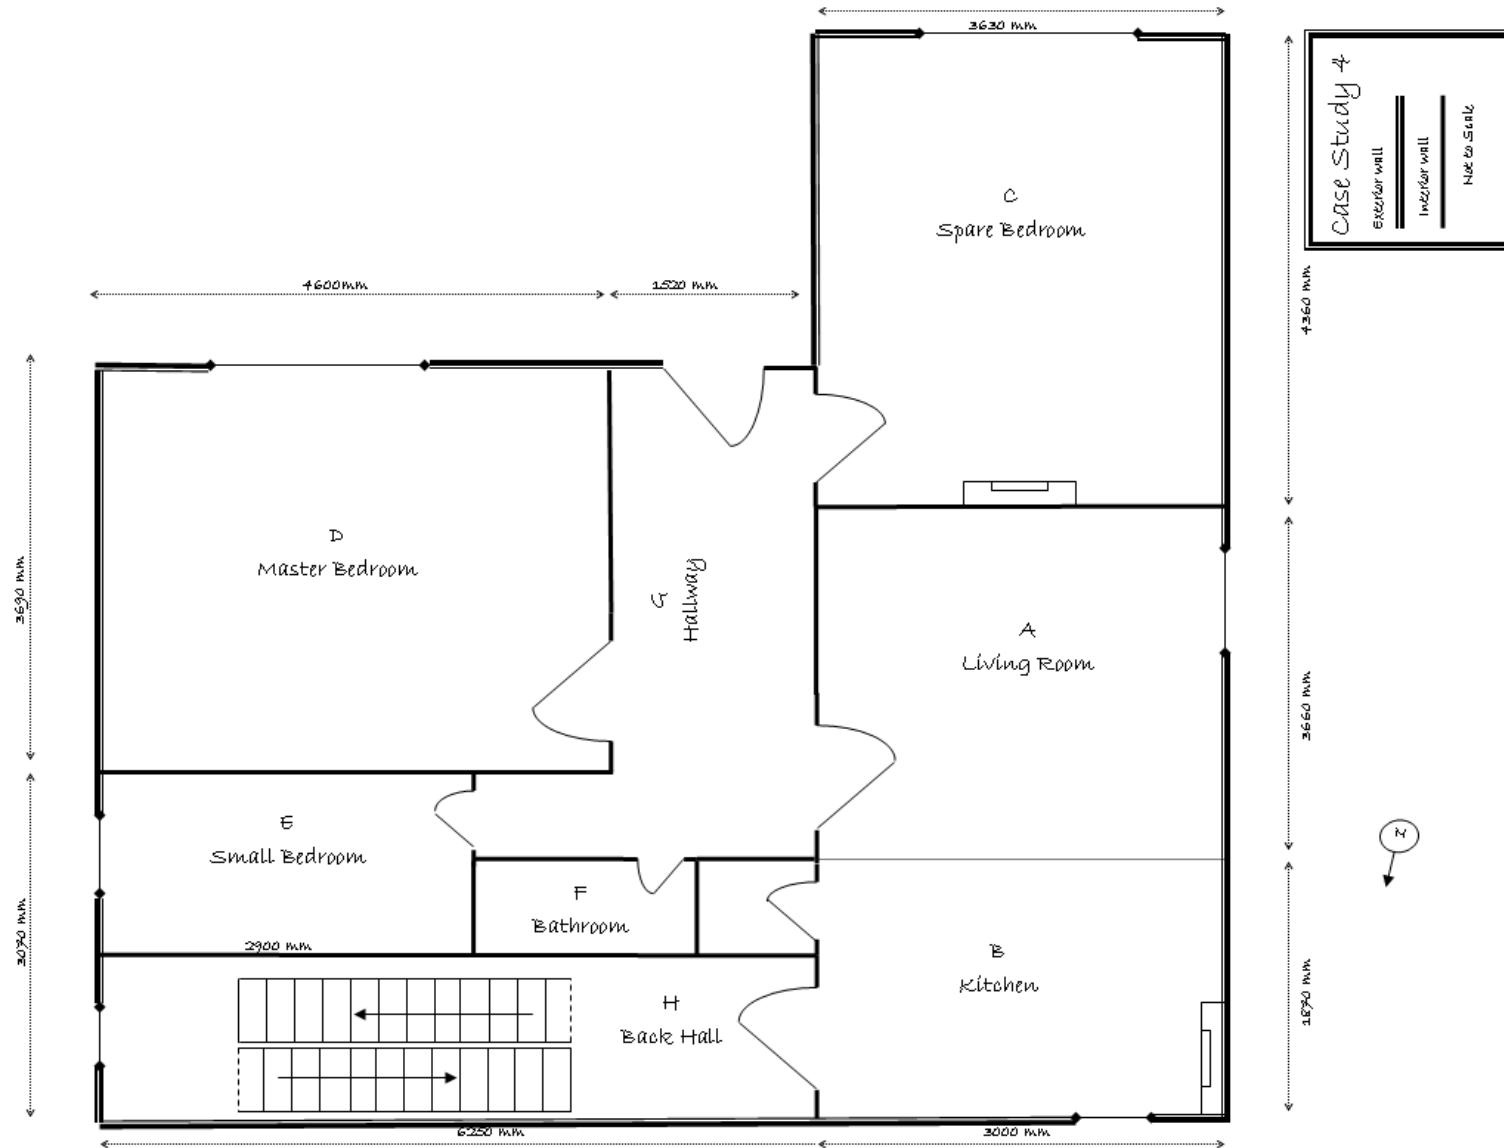 3630 mm
Case Study 4
Exterior wall
Interior wall
Not to Scale
C
Spare Bedroom
4600mm
1520 mm
4360 mm
D
Master Bedroom
G
Hallway
A
Living Room
3690 mm
3660 mm
E
Small Bedroom
N
F
Bathroom
2900 mm
3070 mm
B
Kitchen
H
Back Hall
1870 mm
6250 mm
3000 mm